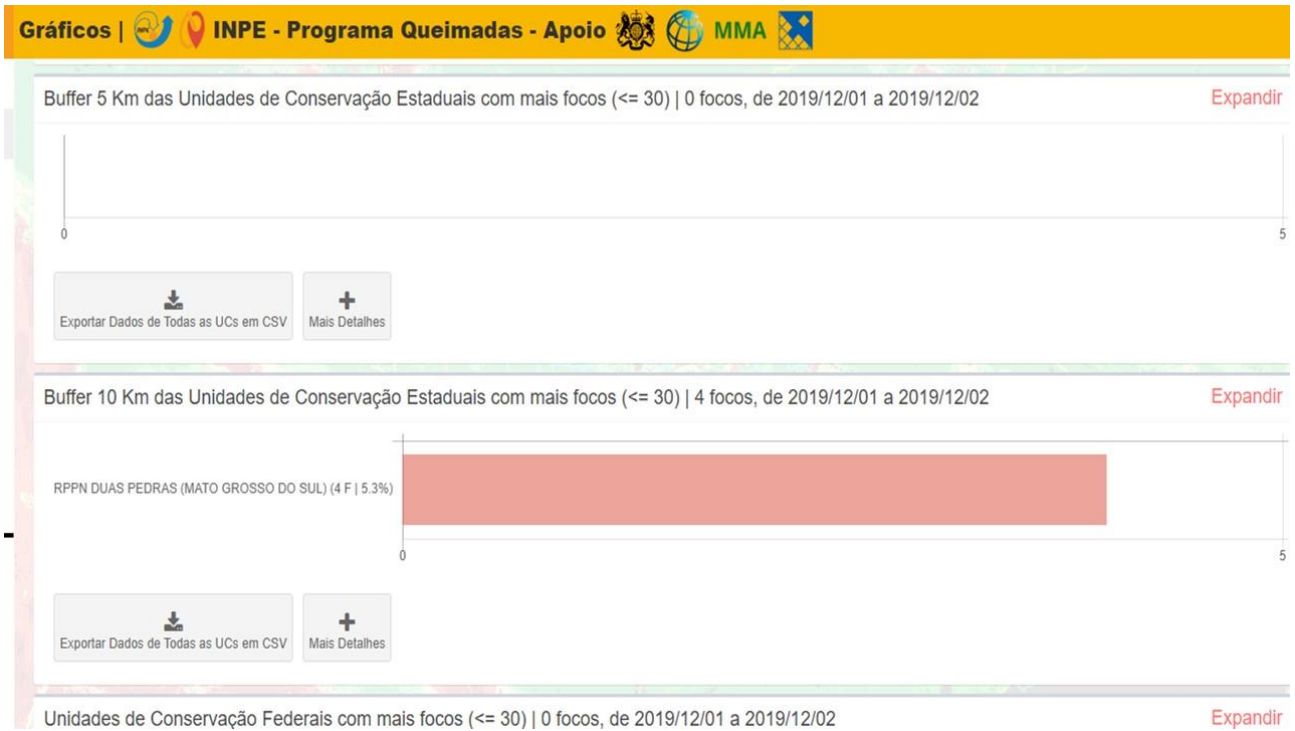 Gráficos | INPE - Programa Queimadas - Apoio MMA
Buffer 5 Km das Unidades de Conservação Estaduais com mais focos (<= 30) | 0 focos, de 2019/12/01 a 2019/12/02 Expandir
0 5
Exportar Dados de Todas as UCs em CSV Mais Detalhes
Buffer 10 Km das Unidades de Conservação Estaduais com mais focos (<= 30) | 4 focos, de 2019/12/01 a 2019/12/02 Expandir
RPPN DUAS PEDRAS (MATO GROSSO DO SUL) (4 F | 5.3%)
0 5
Exportar Dados de Todas as UCs em CSV Mais Detalhes
Unidades de Conservação Federais com mais focos (<= 30) | 0 focos, de 2019/12/01 a 2019/12/02 Expandir